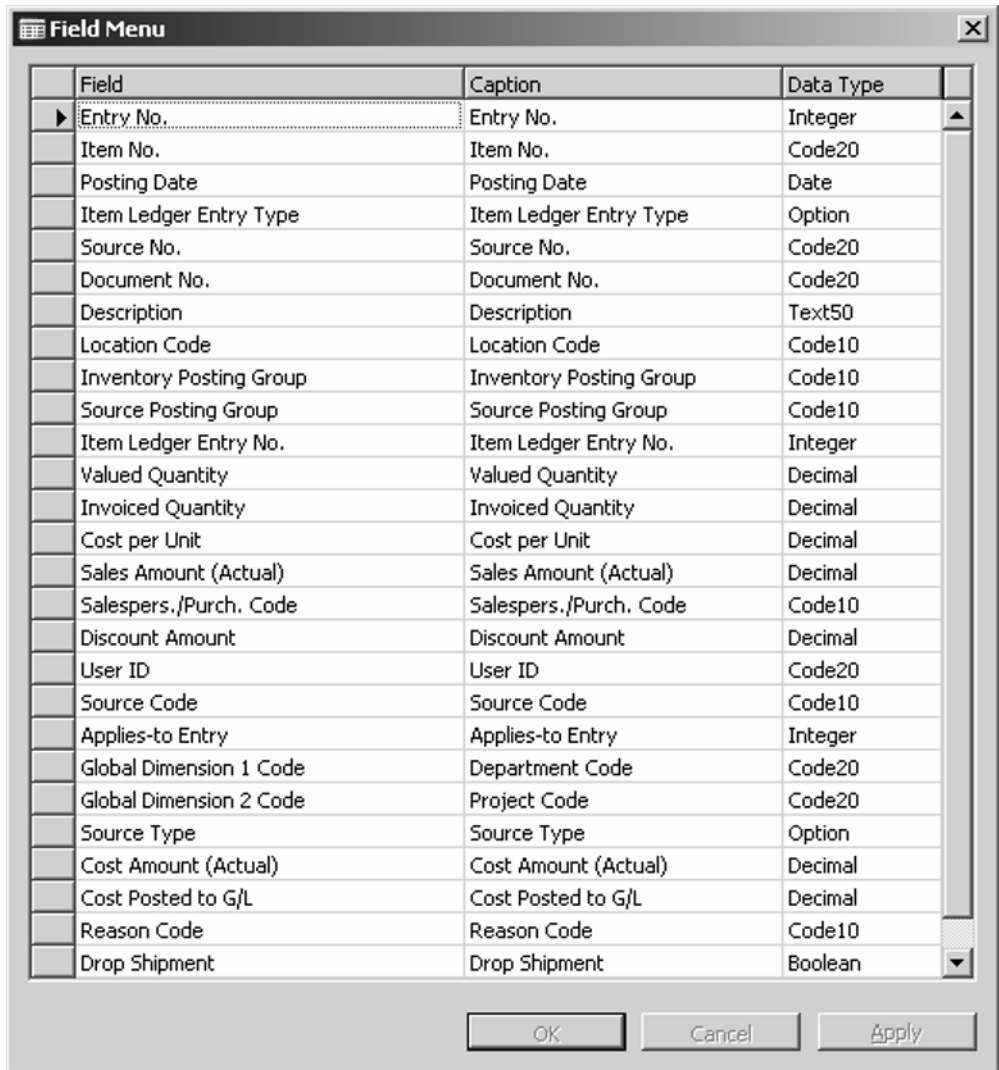 Field Menu
Field Caption Data Type
Entry No. Entry No. Integer
Item No. Item No. Code20
Posting Date Posting Date Date
Item Ledger Entry Type Item Ledger Entry Type Option
Source No. Source No. Code20
Document No. Document No. Code20
Description Description Text50
Location Code Location Code Code10
Inventory Posting Group Inventory Posting Group Code10
Source Posting Group Source Posting Group Code10
Item Ledger Entry No. Item Ledger Entry No. Integer
Valued Quantity Valued Quantity Decimal
Invoiced Quantity Invoiced Quantity Decimal
Cost per Unit Cost per Unit Decimal
Sales Amount (Actual) Sales Amount (Actual) Decimal
Salespers./Purch. Code Salespers./Purch. Code Code10
Discount Amount Discount Amount Decimal
User ID User ID Code20
Source Code Source Code Code10
Applies-to Entry Applies-to Entry Integer
Global Dimension 1 Code Department Code Code20
Global Dimension 2 Code Project Code Code20
Source Type Source Type Option
Cost Amount (Actual) Cost Amount (Actual) Decimal
Cost Posted to G/L Cost Posted to G/L Decimal
Reason Code Reason Code Code10
Drop Shipment Drop Shipment Boolean
OK Cancel Apply